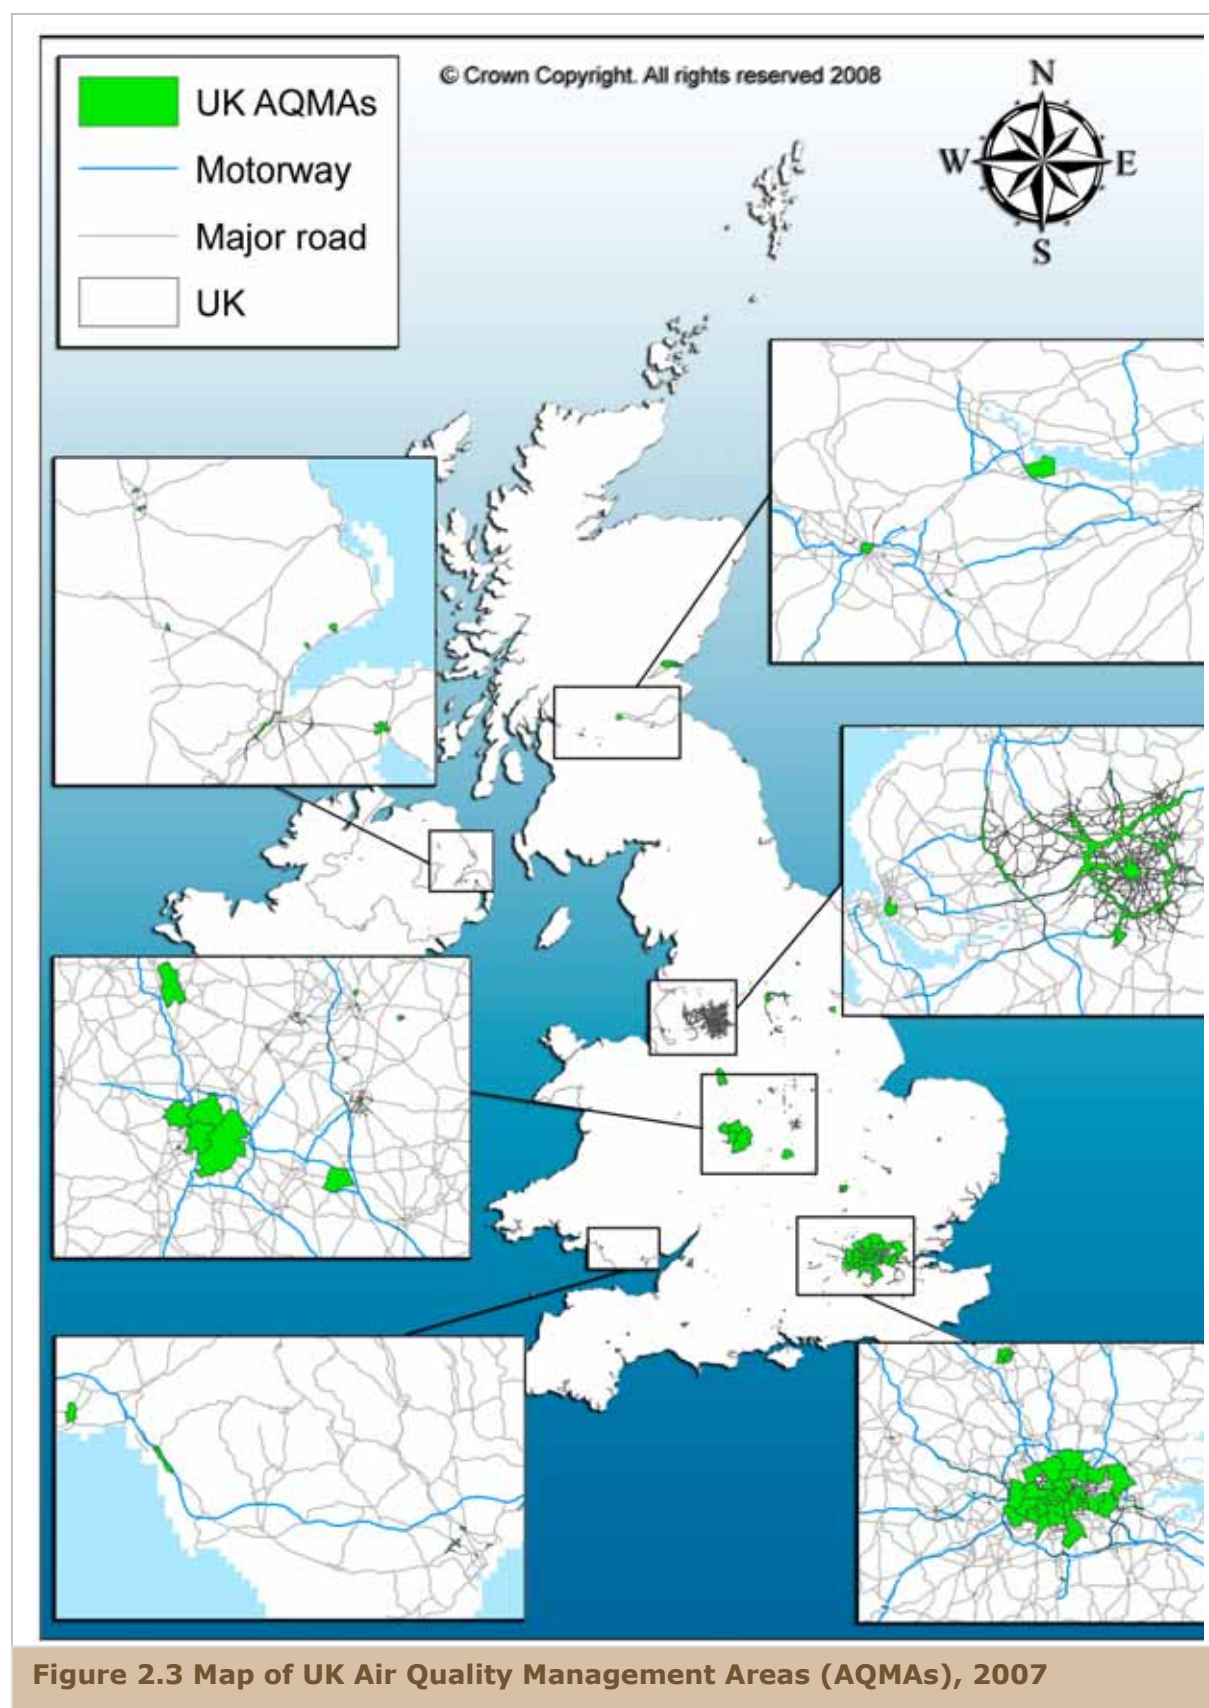 © Crown Copyright. All rights reserved 2008
UK AQMAs
Motorway
Major road
UK
N
W
E
S
Figure 2.3 Map of UK Air Quality Management Areas (AQMAs), 2007